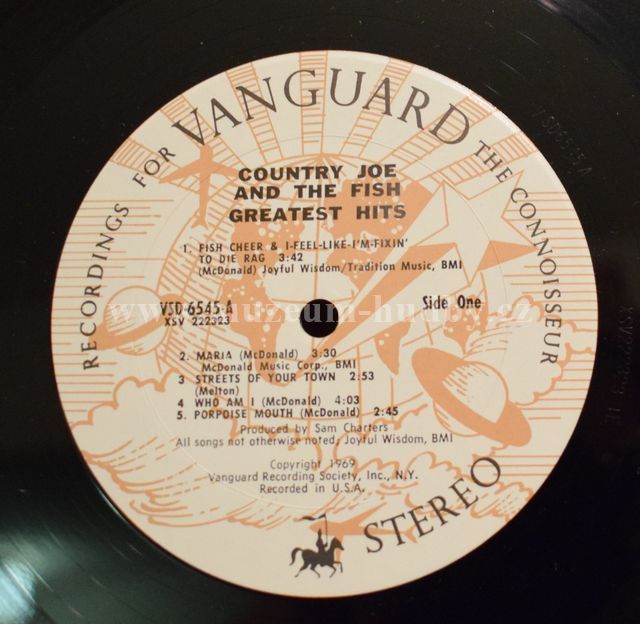 RECORDINGS FOR VANGUARD THE CONNOISSEUR
COUNTRY JOE
AND THE FISH
GREATEST HITS
1. FISH CHEER & I-FEEL-LIKE-I'M-FIXIN'
TO DIE RAG 3:42
(McDonald) Joyful Wisdom/Tradition Music, BMI
VSD-6545-A
Side One
XSV 222323
2. MARIA (McDonald) 3:30
McDonald Music Corp., BMI
3 STREETS OF YOUR TOWN 2:53
(Melton)
4 WHO AM I (McDonald) 4:03
5. PORPOISE MOUTH (McDonald) 2:45
Produced by Sam Charters
All songs not otherwise noted; Joyful Wisdom, BMI
Copyright 1969
Vanguard Recording Society, Inc., N.Y.
Recorded in U.S.A.
STEREO
www.muzeum-hudby.cz